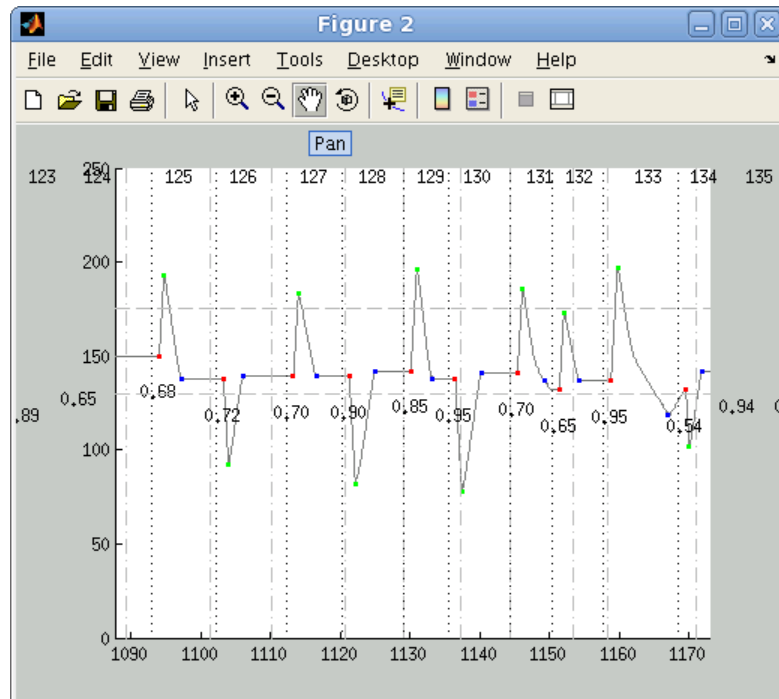 Figure 2
File Edit View Insert Tools Desktop Window Help
Pan
250
123 124 125 126 127 128 129 130 131 132 133 134 135
200
150
0.89 0.65 0.68 0.72 0.70 0.90 0.85 0.95 0.70 0.65 0.95 0.54 0.94
100
50
0
1090 1100 1110 1120 1130 1140 1150 1160 1170